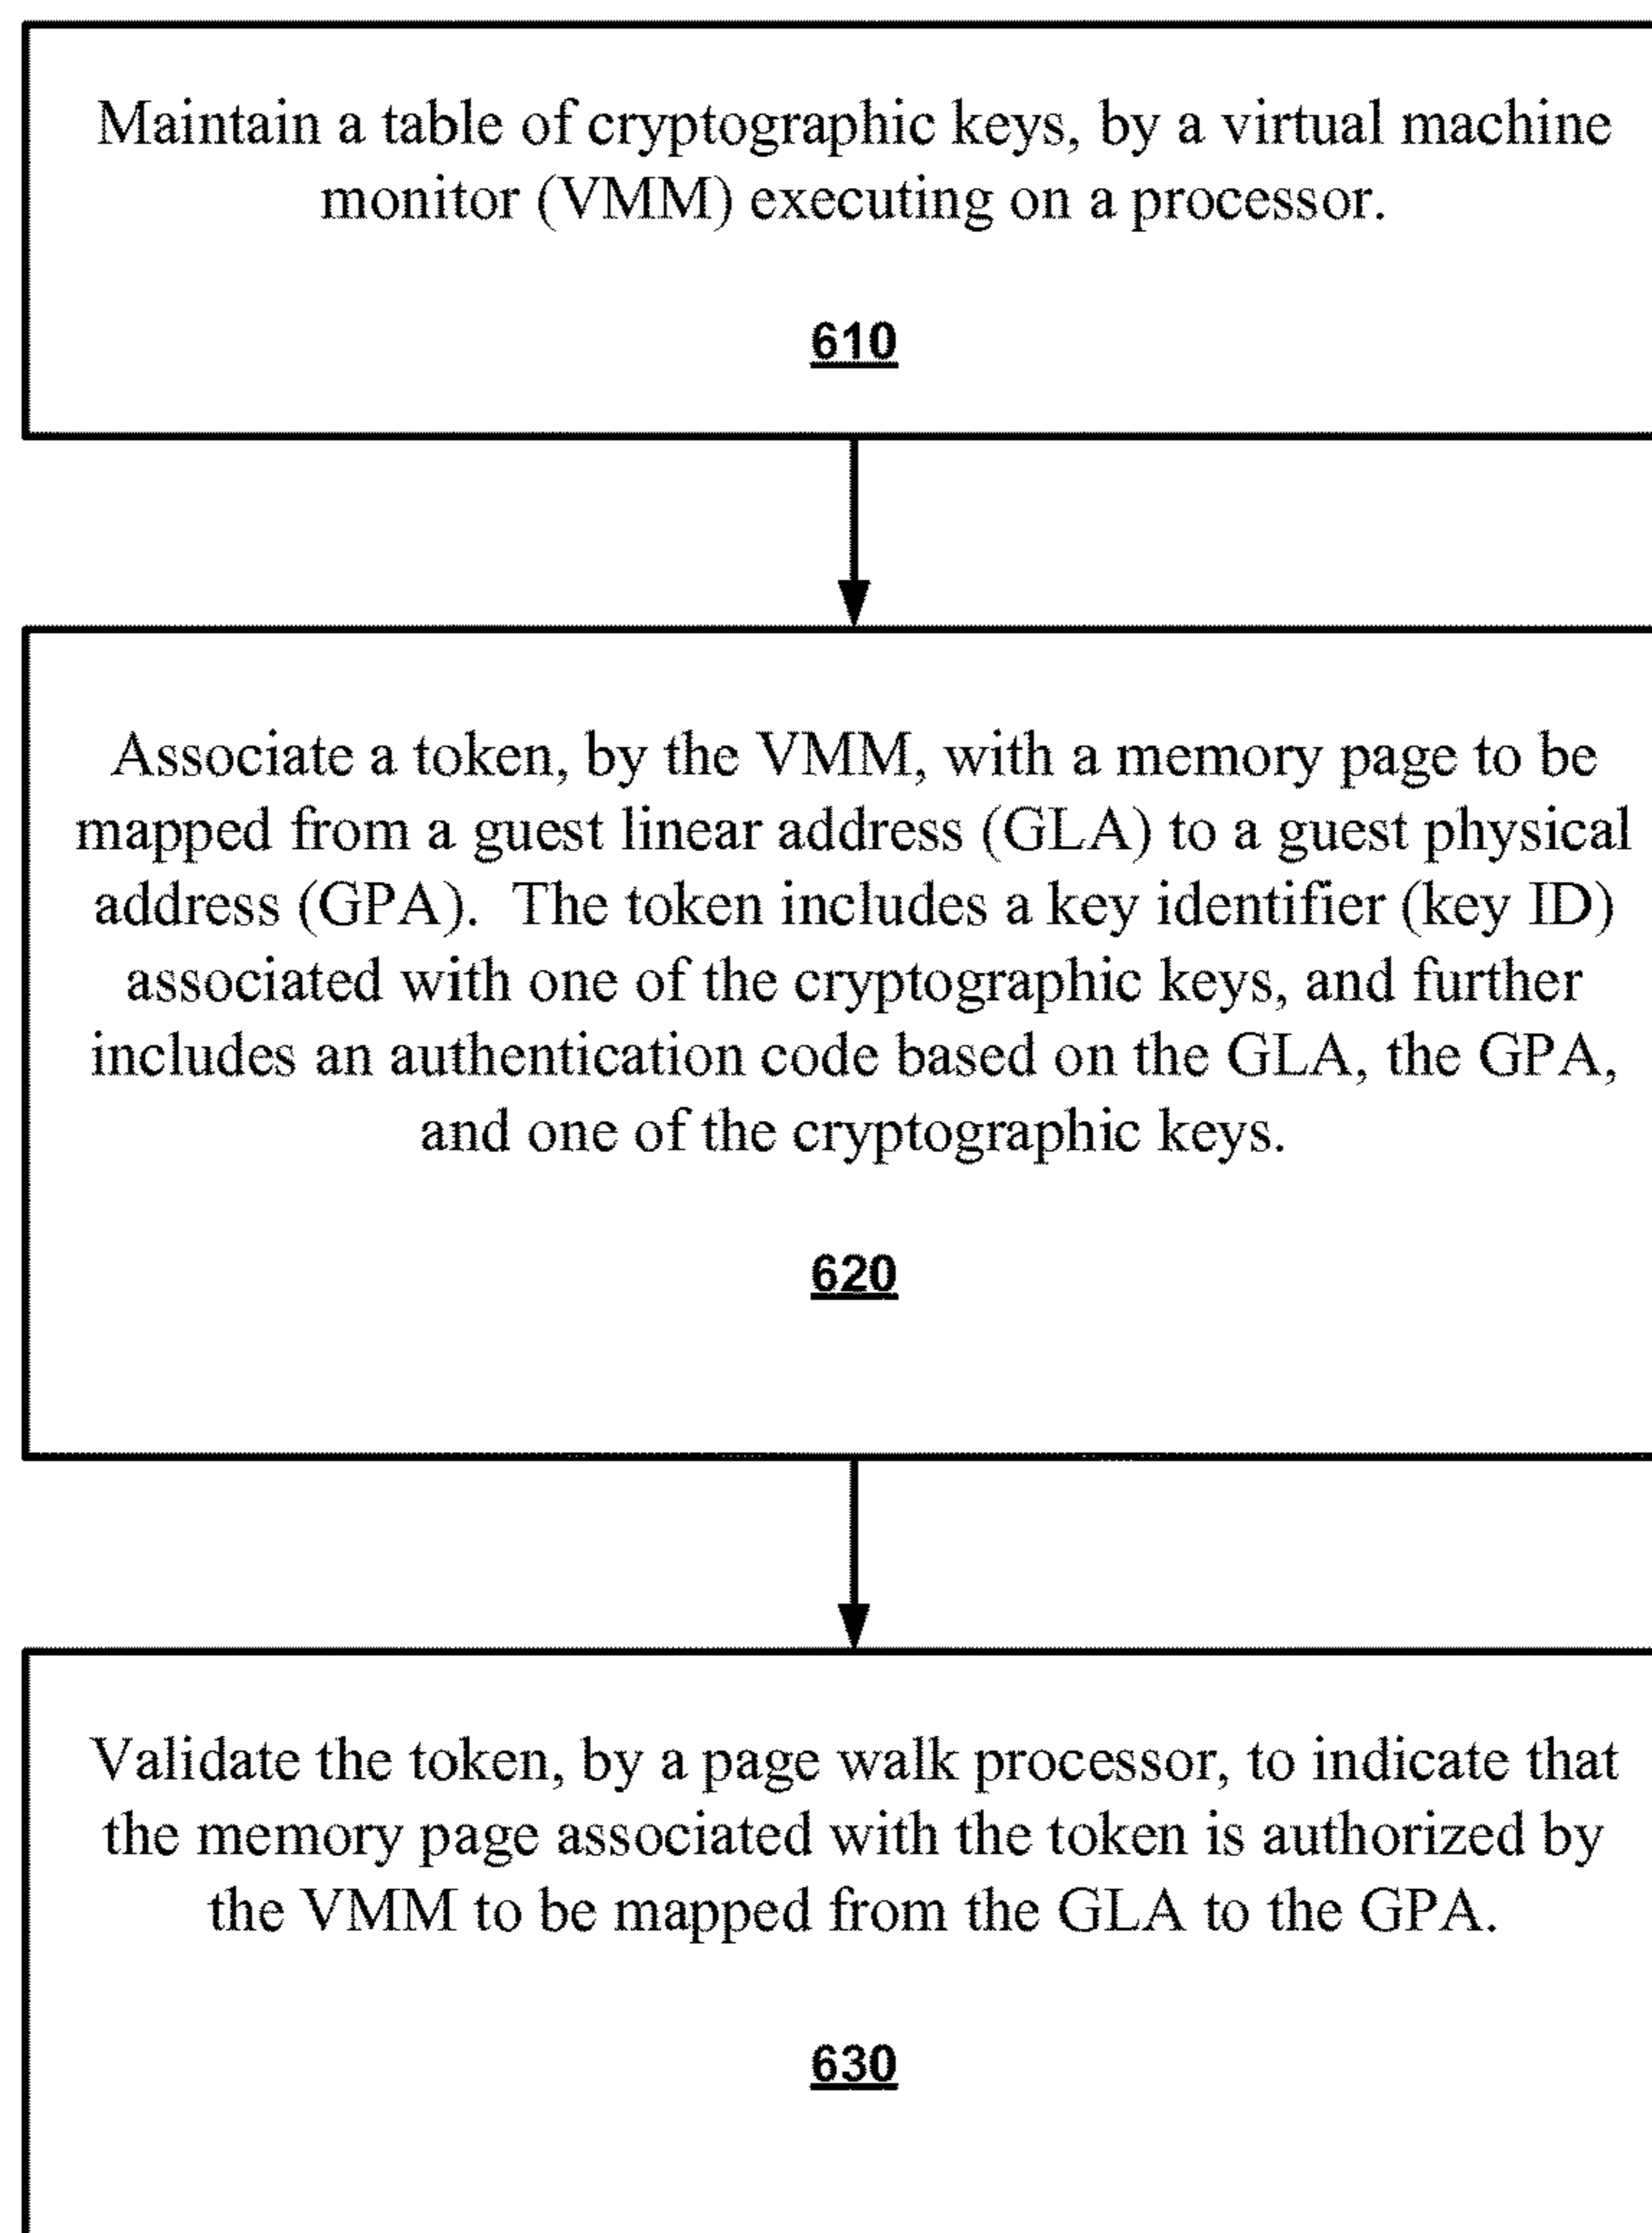 Maintain a table of cryptographic keys, by a virtual machine
monitor (VMM) executing on a processor.
610
Associate a token, by the VMM, with a memory page to be
mapped from a guest linear address (GLA) to a guest physical
address (GPA).  The token includes a key identifier (key ID)
associated with one of the cryptographic keys, and further
includes an authentication code based on the GLA, the GPA,
and one of the cryptographic keys.
620
Validate the token, by a page walk processor, to indicate that
the memory page associated with the token is authorized by
the VMM to be mapped from the GLA to the GPA.
630